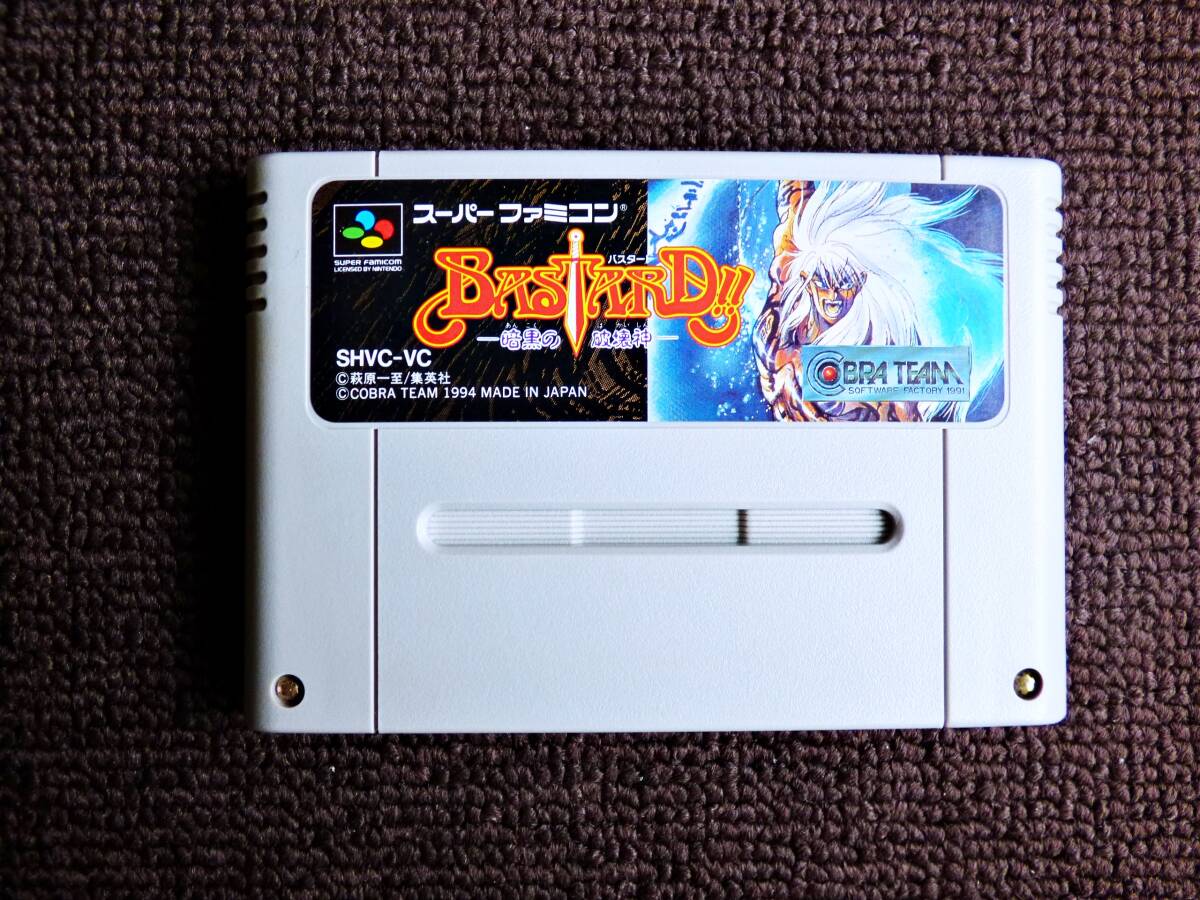 スーパーファミコン®
SUPER FAMICOM
LICENSED BY NINTENDO
バスタード
BASTARD!!
あんこく はかいしん
―暗黒の 破壊神―
SHVC-VC
©萩原一至/集英社
©COBRA TEAM 1994 MADE IN JAPAN
COBRA TEAM
SOFTWARE FACTORY 1991